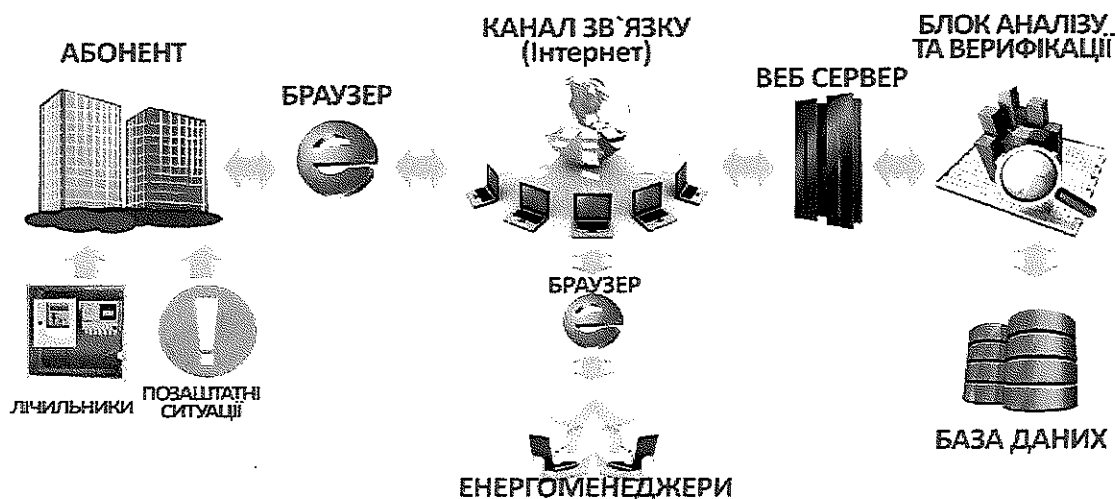 АБОНЕНТ
БРАУЗЕР
КАНАЛ ЗВ`ЯЗКУ
(Інтернет)
ВЕБ СЕРВЕР
БЛОК АНАЛІЗУ
ТА ВЕРИФІКАЦІЇ
БРАУЗЕР
ЛІЧИЛЬНИКИ
ПОЗАШТАТНІ
СИТУАЦІЇ
БАЗА ДАНИХ
ЕНЕРГОМЕНЕДЖЕРИ